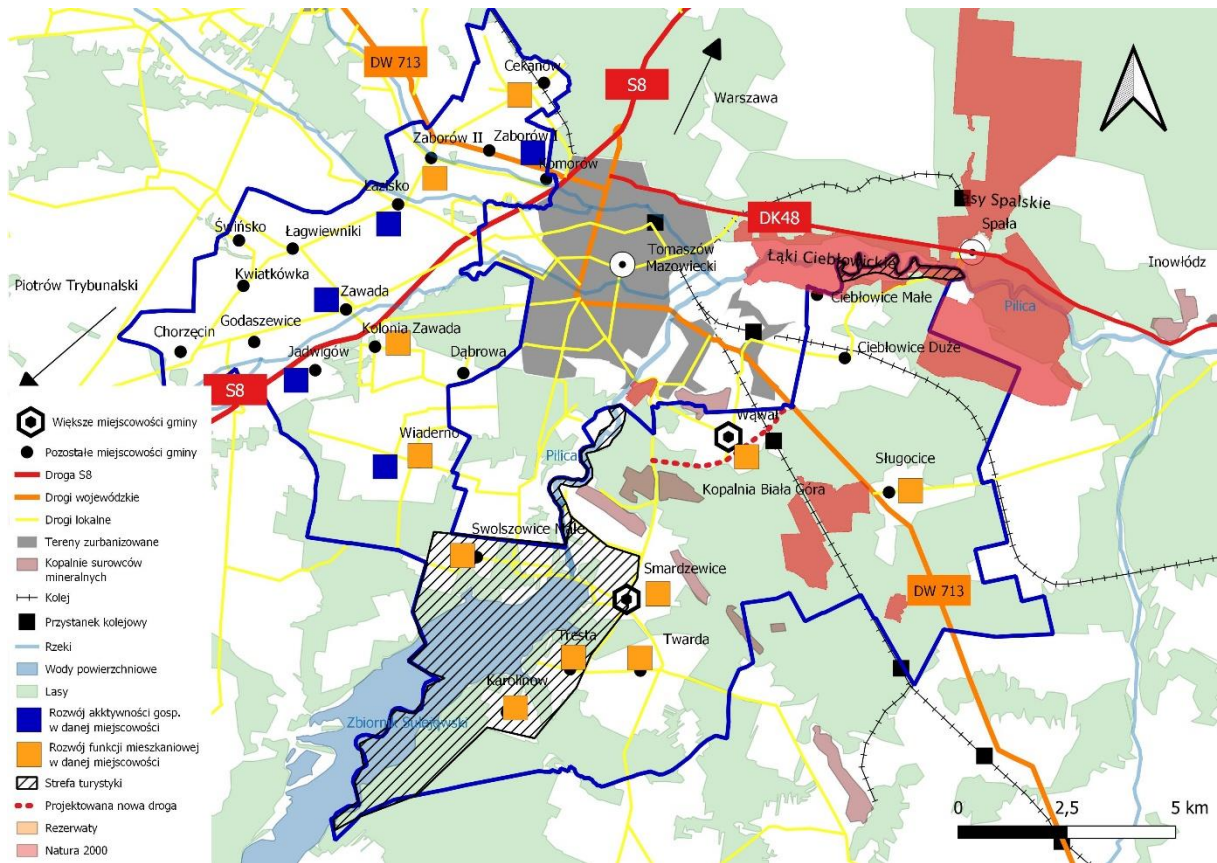 DW 713
Cekanów
S8
Warszawa
Zaborów II
Zaborów I
Komorów
Łazisko
DK48
Lasy Spalskie
Spała
Świńsko
Łagwieniki
Tomaszów
Mazowiecki
Łąki Ciebłowickie
Inowłódz
Kwiatkówka
Piotrów Trybunalski
Zawada
Ciebłowice Małe
Pilica
Chorzęcin
Godaszewice
Kolonia Zawada
Jadwigów
Dąbrowa
Ciebłowice Duże
S8
Większe miejscowości gminy
Pozostałe miejscowości gminy
Droga S8
Drogi wojewódzkie
Drogi lokalne
Tereny zurbanizowane
Kopalnie surowców
mineralnych
Kolej
Przystanek kolejowy
Rzeki
Wody powierzchniowe
Lasy
Rozwój akktywności gosp.
w danej miejscowości
Rozwój funkcji mieszkaniowej
w danej miejscowości
Strefa turystyki
Projektowana nowa droga
Rezerwaty
Natura 2000
Wiaderno
Wąwał
Pilica
Sługocice
Kopalnia Biała Góra
Swolszowice Małe
Smardzewice
DW 713
Tresta
Twarda
Karolinów
Zbiornik Sulejowski
0 2,5 5 km